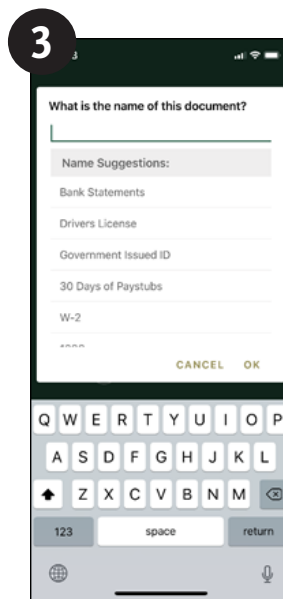 3
3
What is the name of this document?
Name Suggestions:
Bank Statements
Drivers License
Government Issued ID
30 Days of Paystubs
W-2
CANCEL OK
Q W E R T Y U I O P
A S D F G H J K L
Z X C V B N M
123 space return